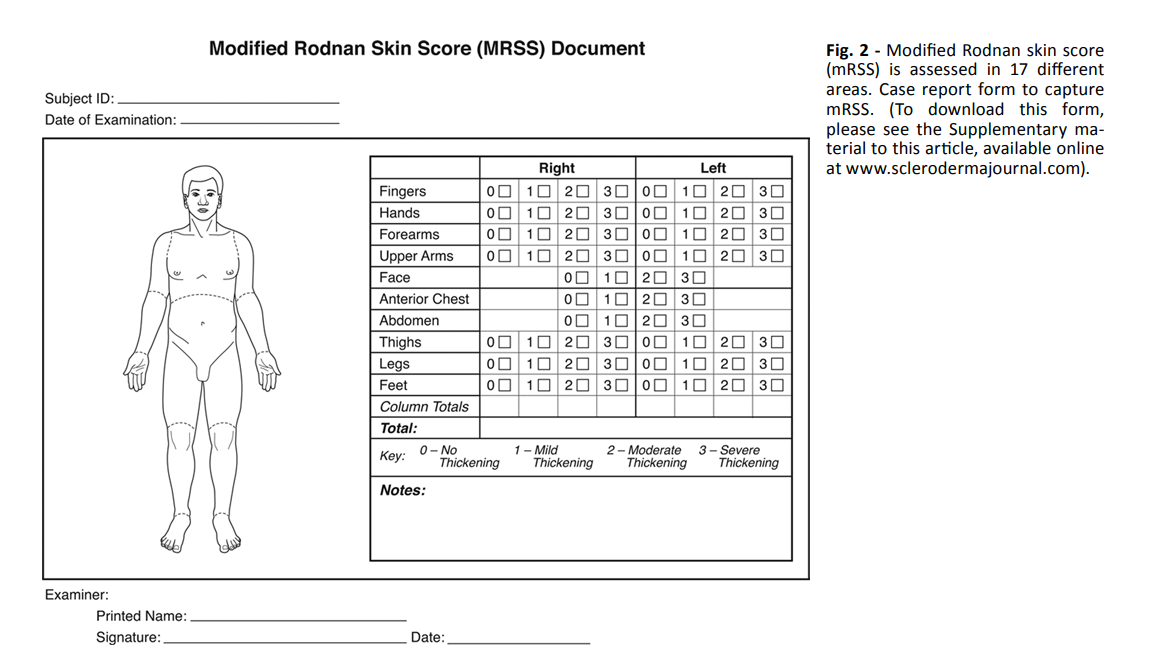 Modified Rodnan Skin Score (MRSS) Document
Subject ID:
Date of Examination:
Right Left
Fingers 0 1 2 3 0 1 2 3
Hands 0 1 2 3 0 1 2 3
Forearms 0 1 2 3 0 1 2 3
Upper Arms 0 1 2 3 0 1 2 3
Face 0 1 2 3
Anterior Chest 0 1 2 3
Abdomen 0 1 2 3
Thighs 0 1 2 3 0 1 2 3
Legs 0 1 2 3 0 1 2 3
Feet 0 1 2 3 0 1 2 3
Column Totals
Total:
Key: 0 – No Thickening 1 – Mild Thickening 2 – Moderate Thickening 3 – Severe Thickening
Notes:
Examiner:
Printed Name:
Signature: Date:
Fig. 2 - Modified Rodnan skin score
(mRSS) is assessed in 17 different
areas. Case report form to capture
mRSS. (To download this form,
please see the Supplementary ma-
terial to this article, available online
at www.sclerodermajournal.com).